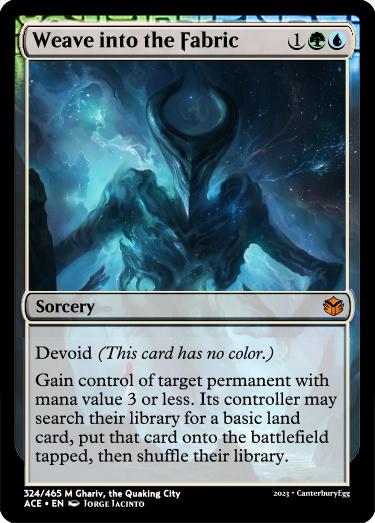 Weave into the Fabric 1
Sorcery
Devoid (This card has no color.)
Gain control of target permanent with
mana value 3 or less. Its controller may
search their library for a basic land
card, put that card onto the battlefield
tapped, then shuffle their library.
324/465 M Ghariv, the Quaking City
2023 • CanterburyEgg
ACE • EN Jorge Jacinto